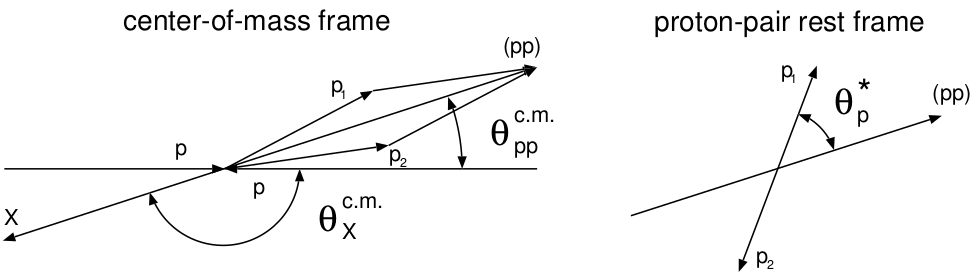 center-of-mass frame
(pp)
p1
p
θpp c.m.
p2
p
X
θX c.m.
proton-pair rest frame
p1
θp*
(pp)
p2